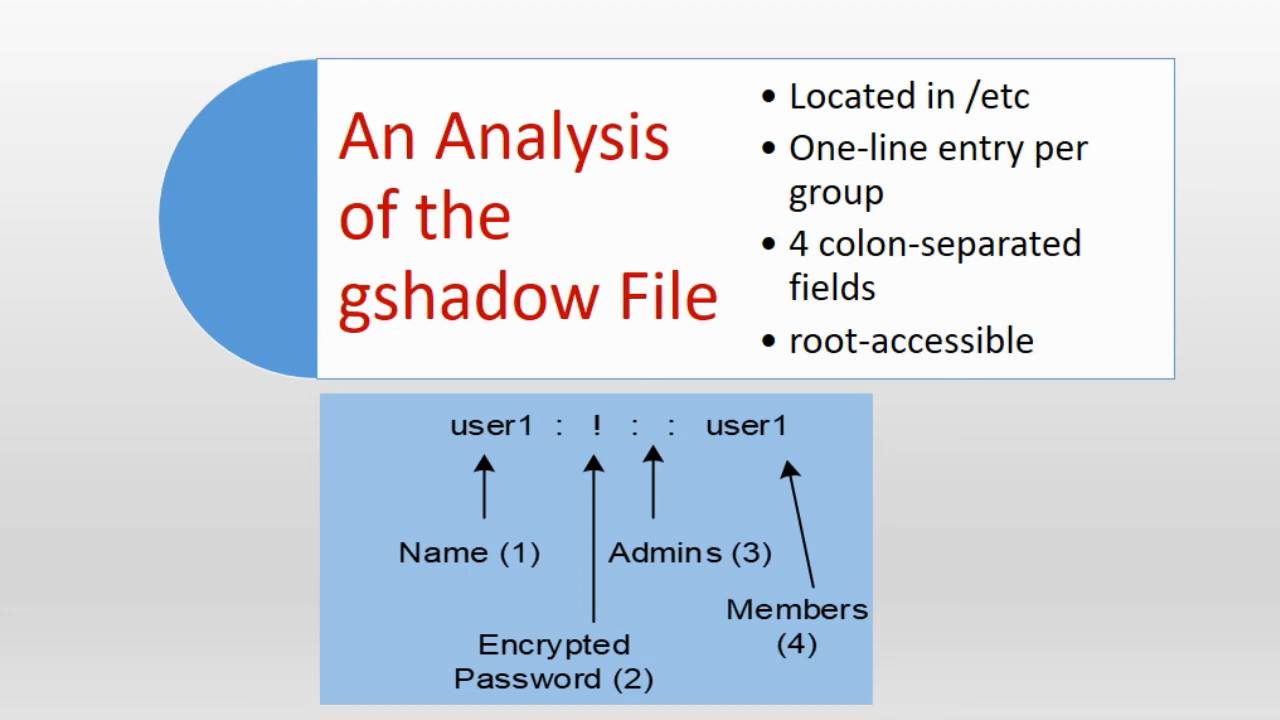 An Analysis
of the
gshadow File
• Located in /etc
• One-line entry per
group
• 4 colon-separated
fields
• root-accessible
user1 : ! : : user1
Name (1)
Admins (3)
Members
(4)
Encrypted
Password (2)